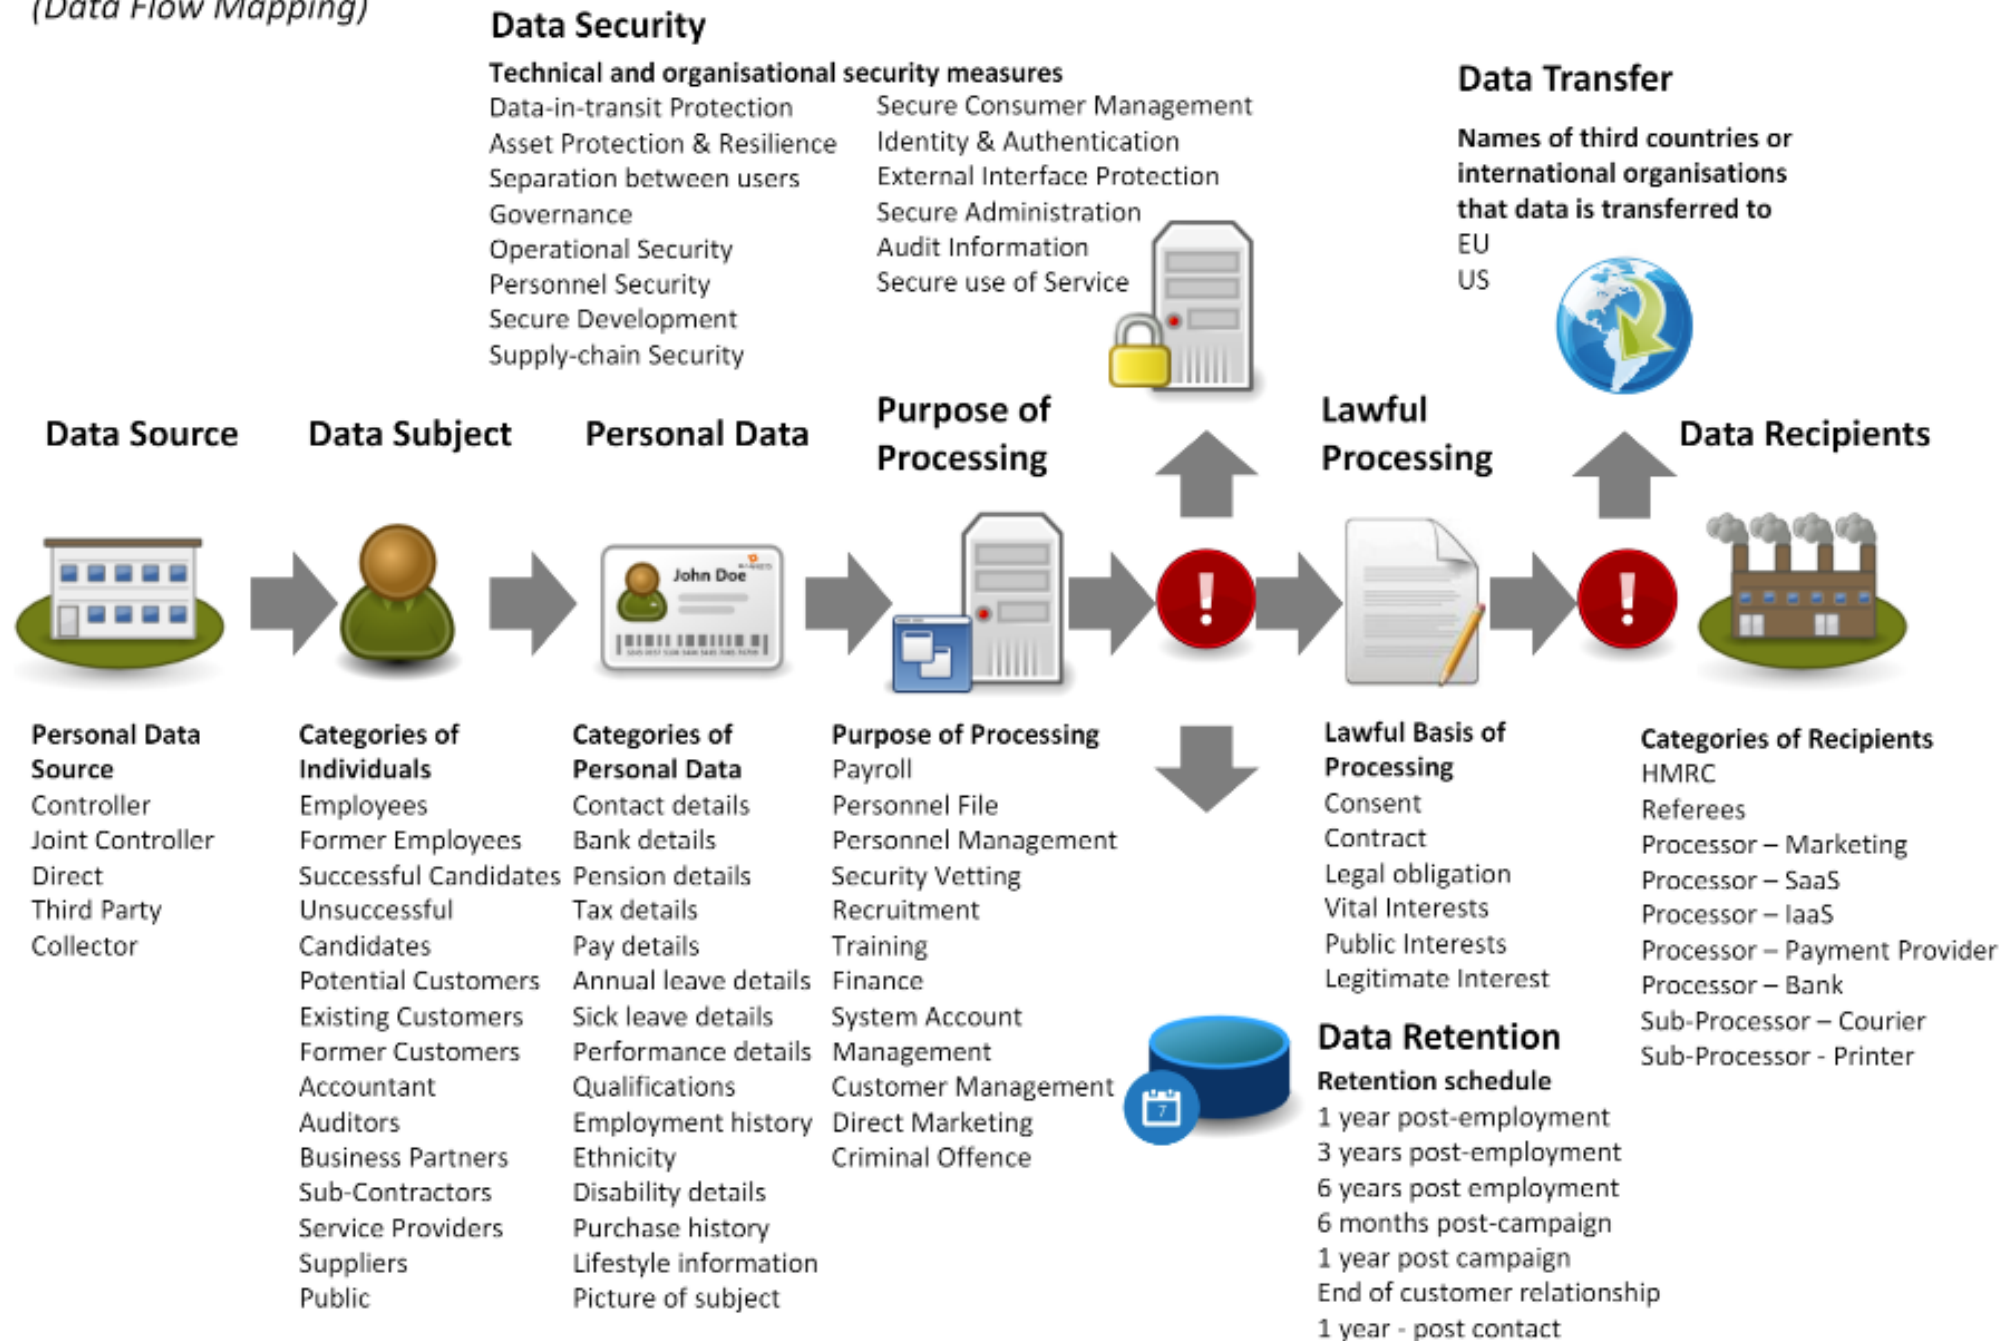 (Data Flow Mapping)
Data Security
Technical and organisational security measures
Data-in-transit Protection
Asset Protection & Resilience
Separation between users
Governance
Operational Security
Personnel Security
Secure Development
Supply-chain Security
Secure Consumer Management
Identity & Authentication
External Interface Protection
Secure Administration
Audit Information
Secure use of Service
Data Transfer
Names of third countries or
international organisations
that data is transferred to
EU
US
Data Source
Data Subject
Personal Data
Purpose of
Processing
Lawful
Processing
Data Recipients
John Doe
Personal Data
Source
Controller
Joint Controller
Direct
Third Party
Collector
Categories of
Individuals
Employees
Former Employees
Successful Candidates
Unsuccessful
Candidates
Potential Customers
Existing Customers
Former Customers
Accountant
Auditors
Business Partners
Sub-Contractors
Service Providers
Suppliers
Public
Categories of
Personal Data
Contact details
Bank details
Pension details
Tax details
Pay details
Annual leave details
Sick leave details
Performance details
Qualifications
Employment history
Ethnicity
Disability details
Purchase history
Lifestyle information
Picture of subject
Purpose of Processing
Payroll
Personnel File
Personnel Management
Security Vetting
Recruitment
Training
Finance
System Account
Management
Customer Management
Direct Marketing
Criminal Offence
Lawful Basis of
Processing
Consent
Contract
Legal obligation
Vital Interests
Public Interests
Legitimate Interest
7
Data Retention
Retention schedule
1 year post-employment
3 years post-employment
6 years post employment
6 months post-campaign
1 year post campaign
End of customer relationship
1 year - post contact
Categories of Recipients
HMRC
Referees
Processor – Marketing
Processor – SaaS
Processor – IaaS
Processor – Payment Provider
Processor – Bank
Sub-Processor – Courier
Sub-Processor - Printer